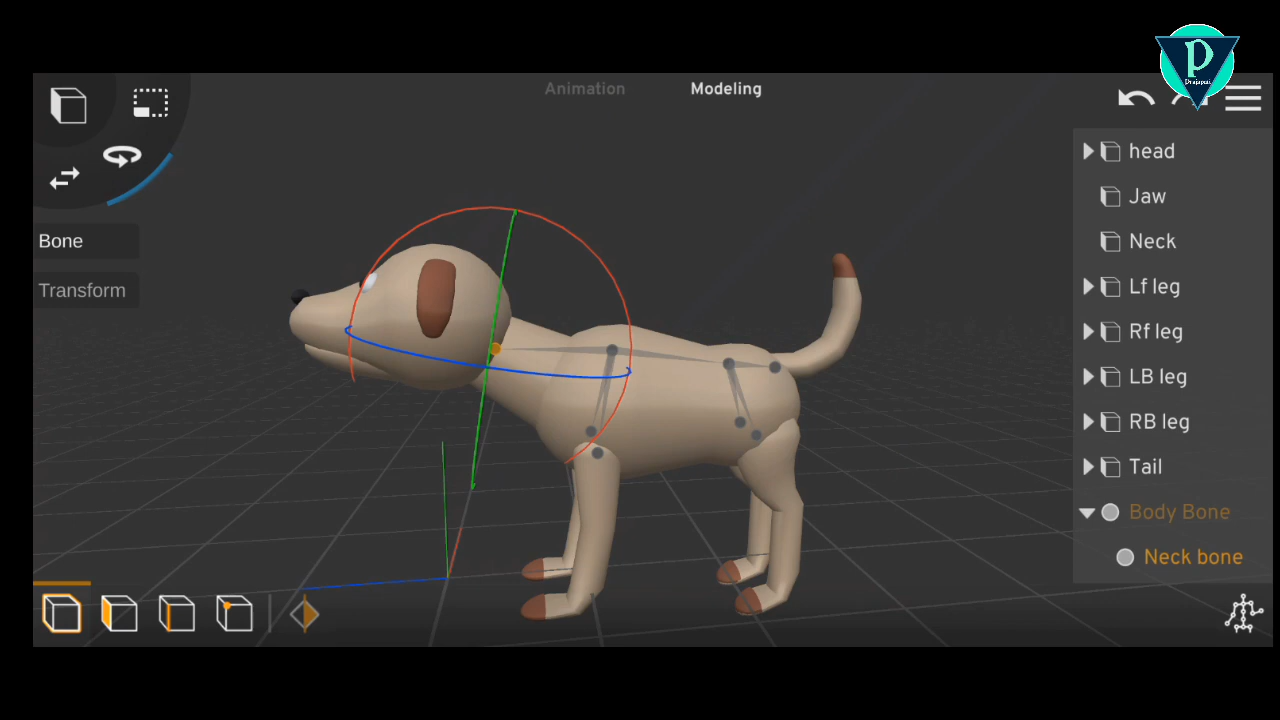 P
Prajapati
Animation
Modeling
Bone
Transform
head
Jaw
Neck
Lf leg
Rf leg
LB leg
RB leg
Tail
Body Bone
Neck bone